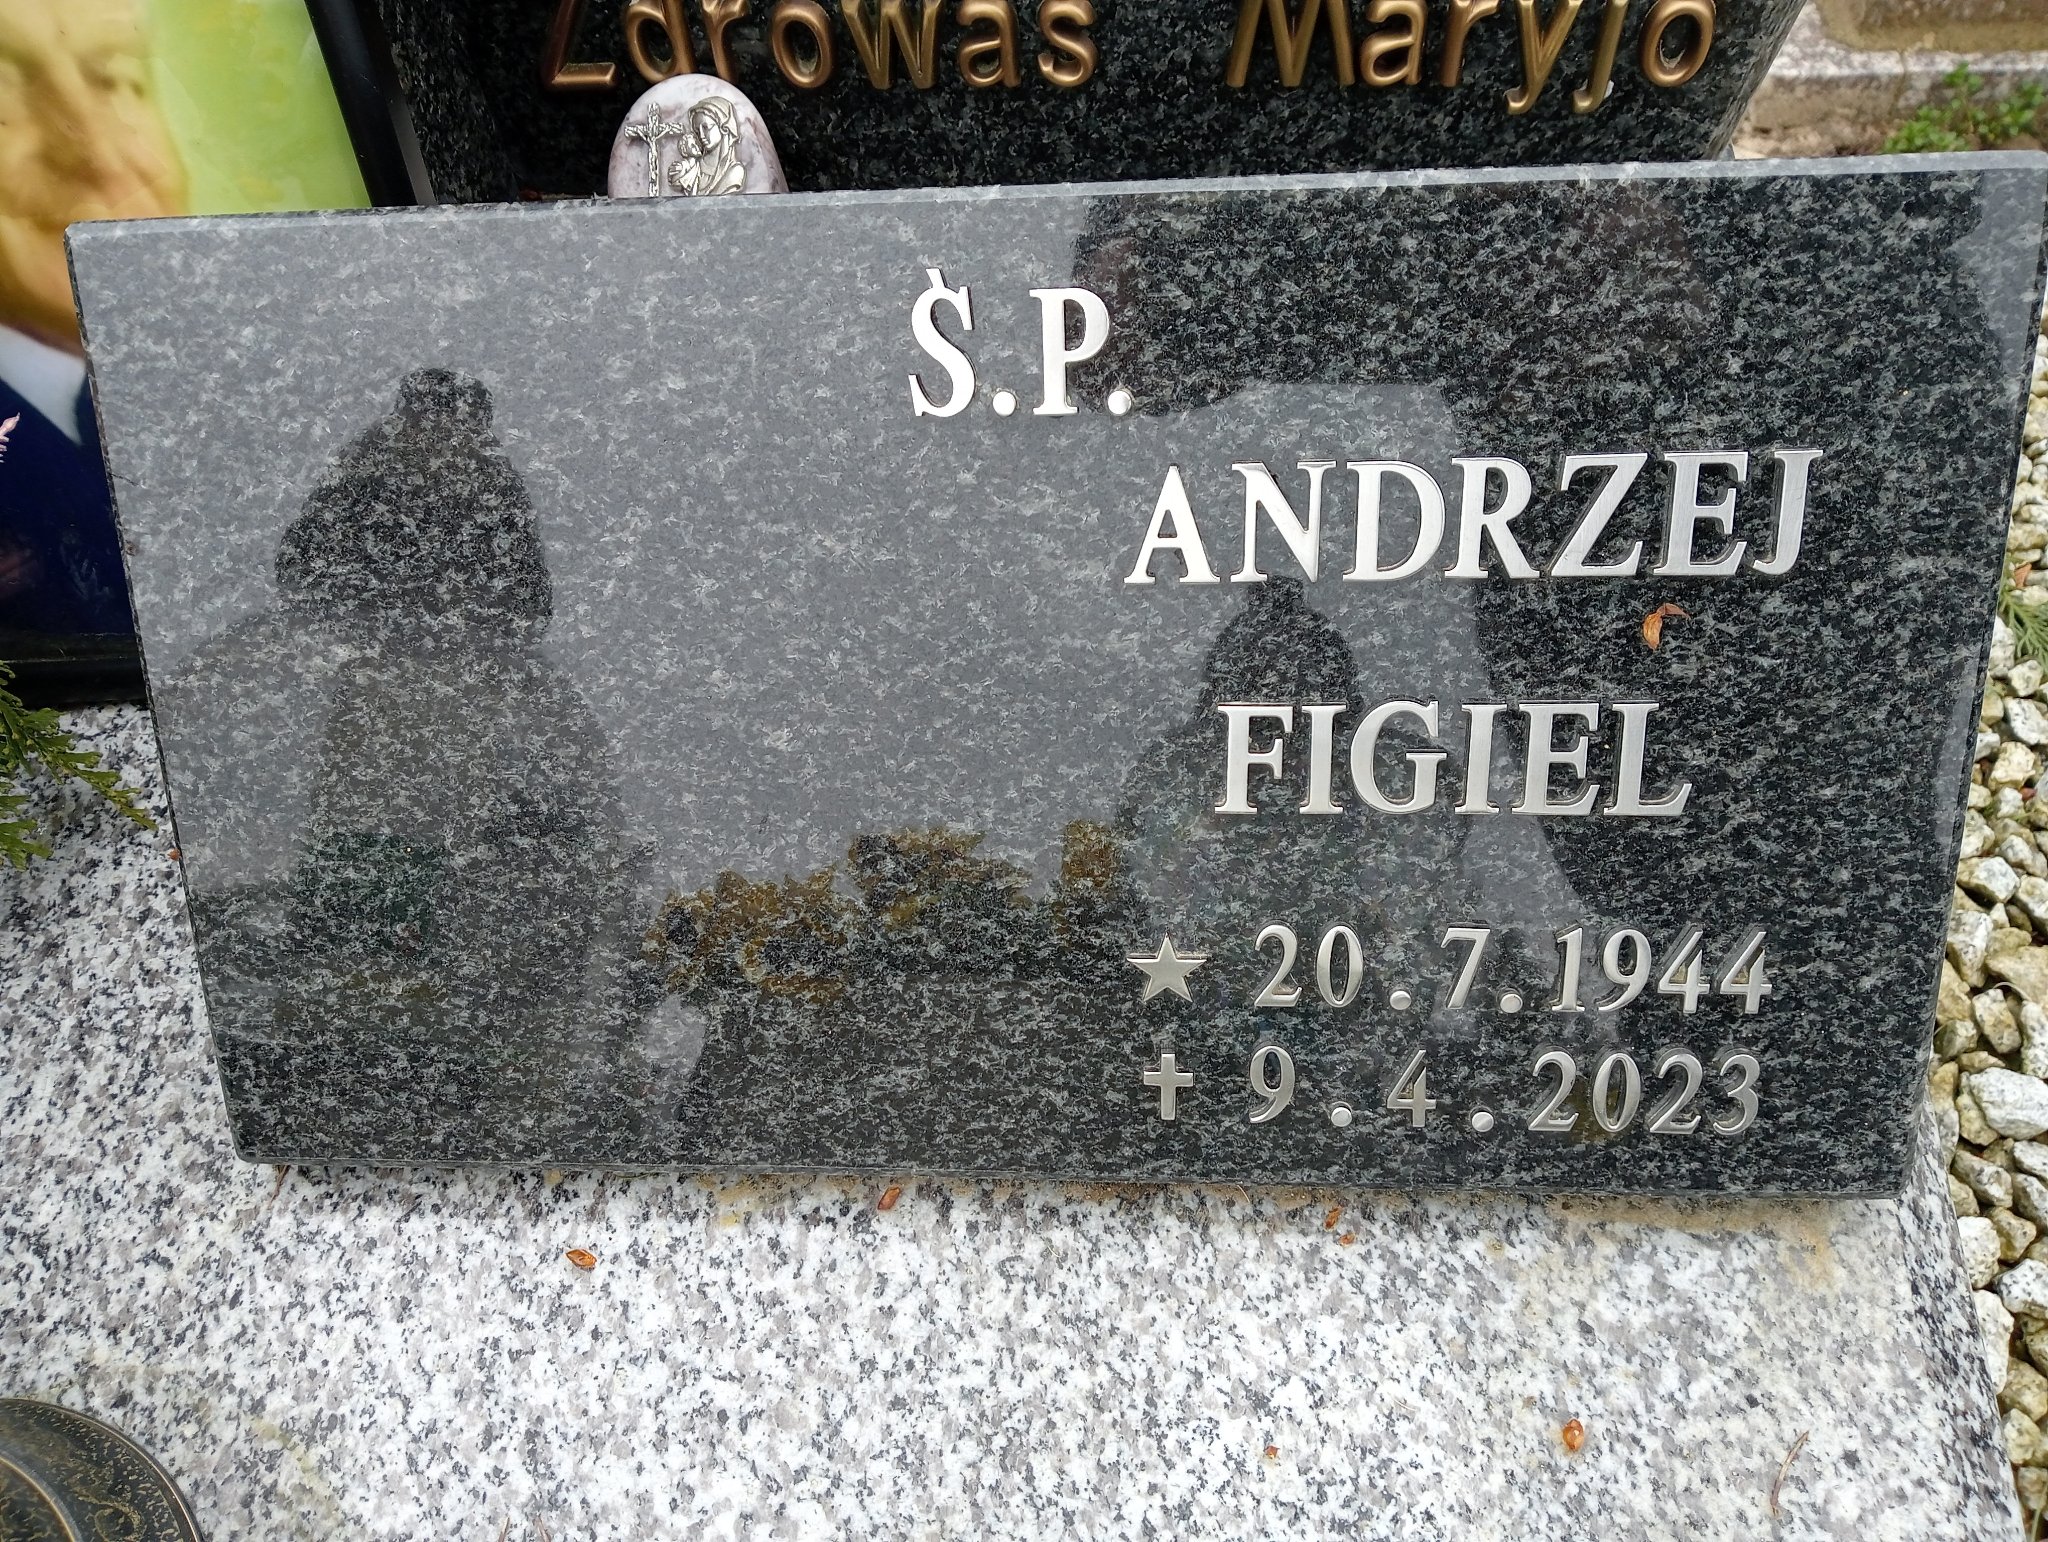 Zdrowaś Maryjo
Ś.P.
ANDRZEJ
FIGIEL
★ 20.7.1944
✝ 9.4.2023